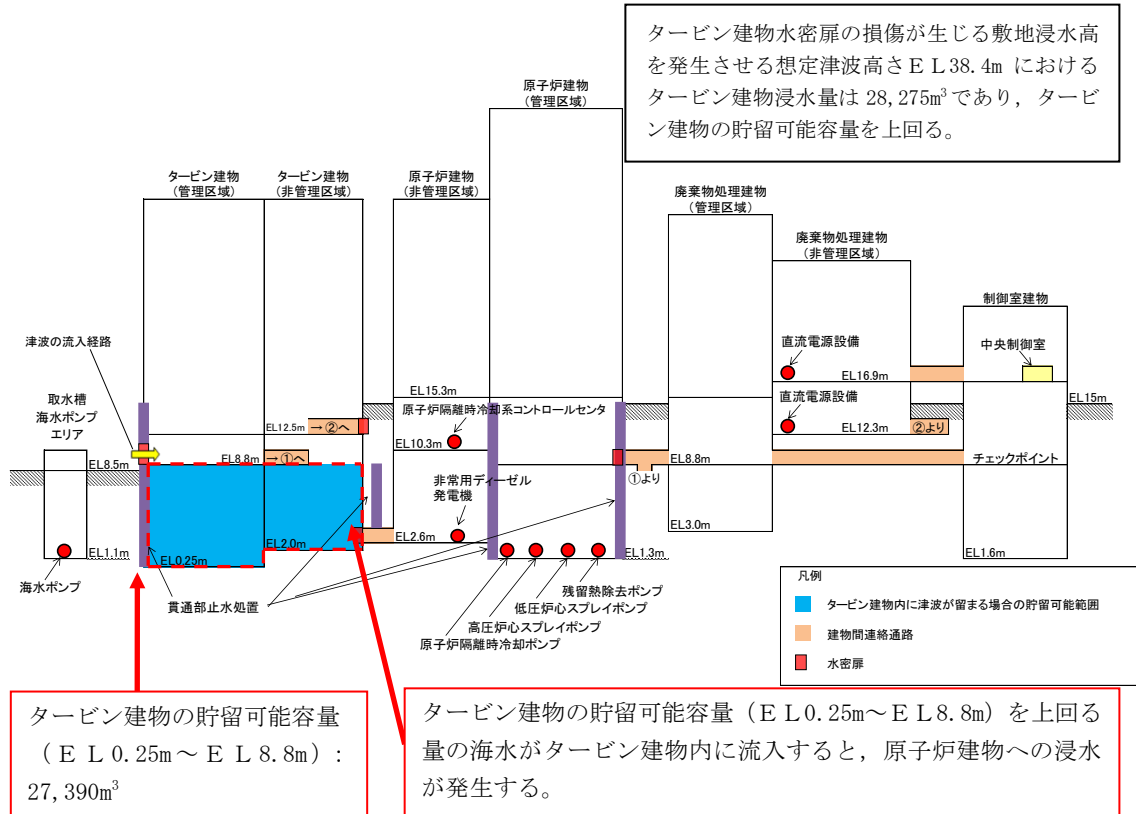 タービン建物水密扉の損傷が生じる敷地浸水高
を発生させる想定津波高さＥＬ38.4m における
タービン建物浸水量は 28,275m³であり，タービ
ン建物の貯留可能容量を上回る。
原子炉建物
(管理区域)
タービン建物
(管理区域)
タービン建物
(非管理区域)
原子炉建物
(非管理区域)
廃棄物処理建物
(管理区域)
廃棄物処理建物
(非管理区域)
制御室建物
津波の流入経路
直流電源設備
中央制御室
EL16.9m
取水槽
海水ポンプ
エリア
EL15.3m
原子炉隔離時冷却系コントロールセンタ
直流電源設備
EL15m
EL12.5m
→②へ
EL10.3m
EL12.3m
②より
EL8.5m
EL8.8m
→①へ
EL8.8m
チェックポイント
①より
非常用ディーゼル
発電機
EL2.0m
EL2.6m
EL3.0m
EL1.1m
EL0.25m
EL1.3m
EL1.6m
海水ポンプ
貫通部止水処置
残留熱除去ポンプ
低圧炉心スプレイポンプ
高圧炉心スプレイポンプ
原子炉隔離時冷却ポンプ
凡例
タービン建物内に津波が留まる場合の貯留可能範囲
建物間連絡通路
水密扉
タービン建物の貯留可能容量
（ＥＬ0.25m～ＥＬ8.8m）：
27,390m³
タービン建物の貯留可能容量（ＥＬ0.25m～ＥＬ8.8m）を上回る
量の海水がタービン建物内に流入すると，原子炉建物への浸水
が発生する。